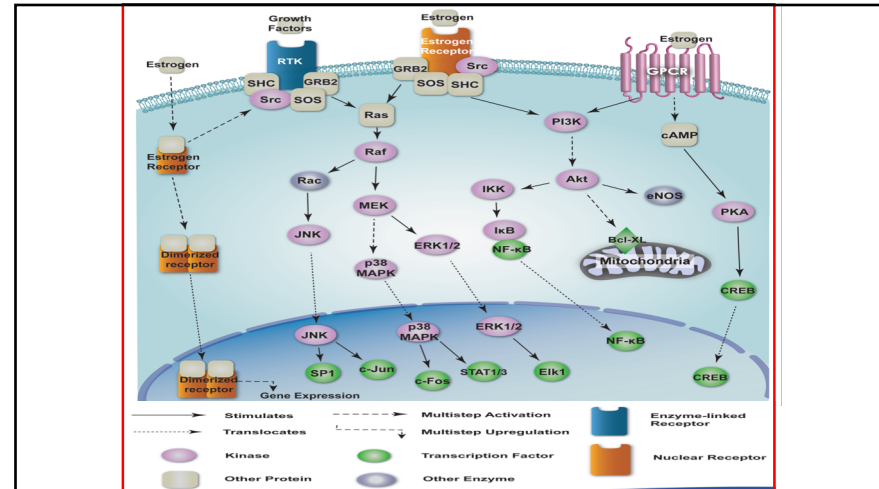 Growth
Factors
Estrogen
Estrogen
Receptor
Estrogen
Estrogen
RTK
GRB2
Src
GPCR
SHC
GRB2
SOS
SHC
Src
SOS
Ras
PI3K
cAMP
Estrogen
Receptor
Raf
Rac
IKK
Akt
eNOS
MEK
PKA
JNK
IκB
NF-κB
ERK1/2
Bcl-XL
Dimerized
receptor
p38
MAPK
Mitochondria
CREB
JNK
p38
MAPK
ERK1/2
NF-κB
SP1
c-Jun
c-Fos
STAT1/3
Elk1
CREB
Dimerized
receptor
Gene Expression
Stimulates
Multistep Activation
Enzyme-linked
Receptor
Translocates
Multistep Upregulation
Kinase
Transcription Factor
Nuclear Receptor
Other Protein
Other Enzyme